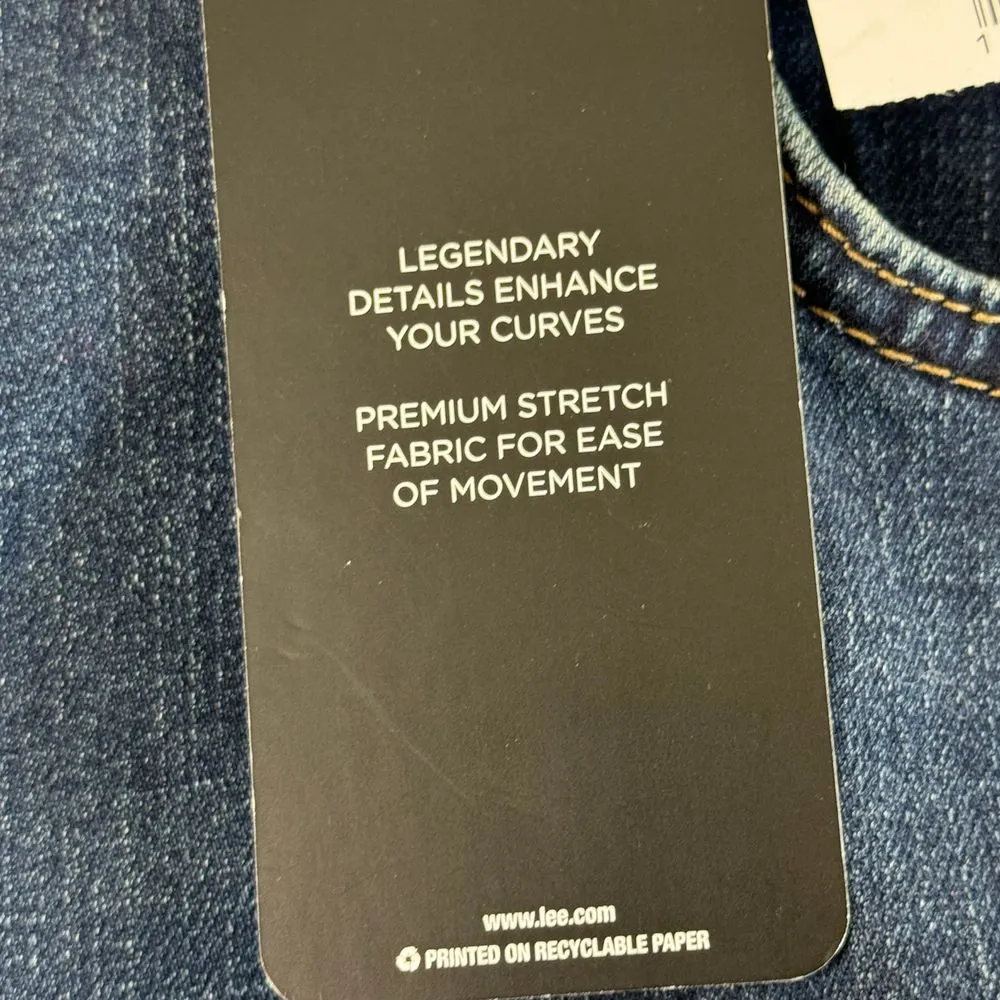 1
LEGENDARY
DETAILS ENHANCE
YOUR CURVES
PREMIUM STRETCH
FABRIC FOR EASE
OF MOVEMENT
www.lee.com
PRINTED ON RECYCLABLE PAPER